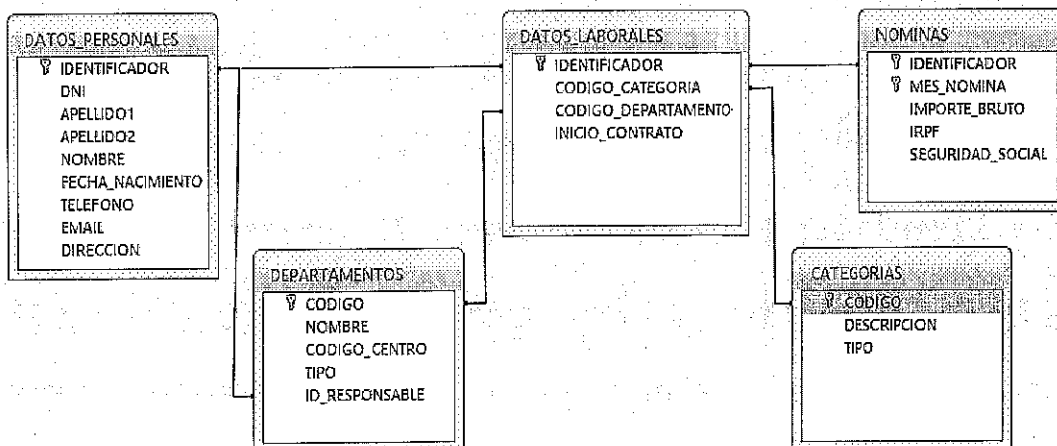 DATOS_PERSONALES
IDENTIFICADOR
DNI
APELLIDO1
APELLIDO2
NOMBRE
FECHA_NACIMIENTO
TELEFONO
EMAIL
DIRECCION
DATOS_LABORALES
IDENTIFICADOR
CODIGO_CATEGORIA
CODIGO_DEPARTAMENTO
INICIO_CONTRATO
NOMINAS
IDENTIFICADOR
MES_NOMINA
IMPORTE_BRUTO
IRPF
SEGURIDAD_SOCIAL
DEPARTAMENTOS
CODIGO
NOMBRE
CODIGO_CENTRO
TIPO
ID_RESPONSABLE
CATEGORIAS
CODIGO
DESCRIPCION
TIPO